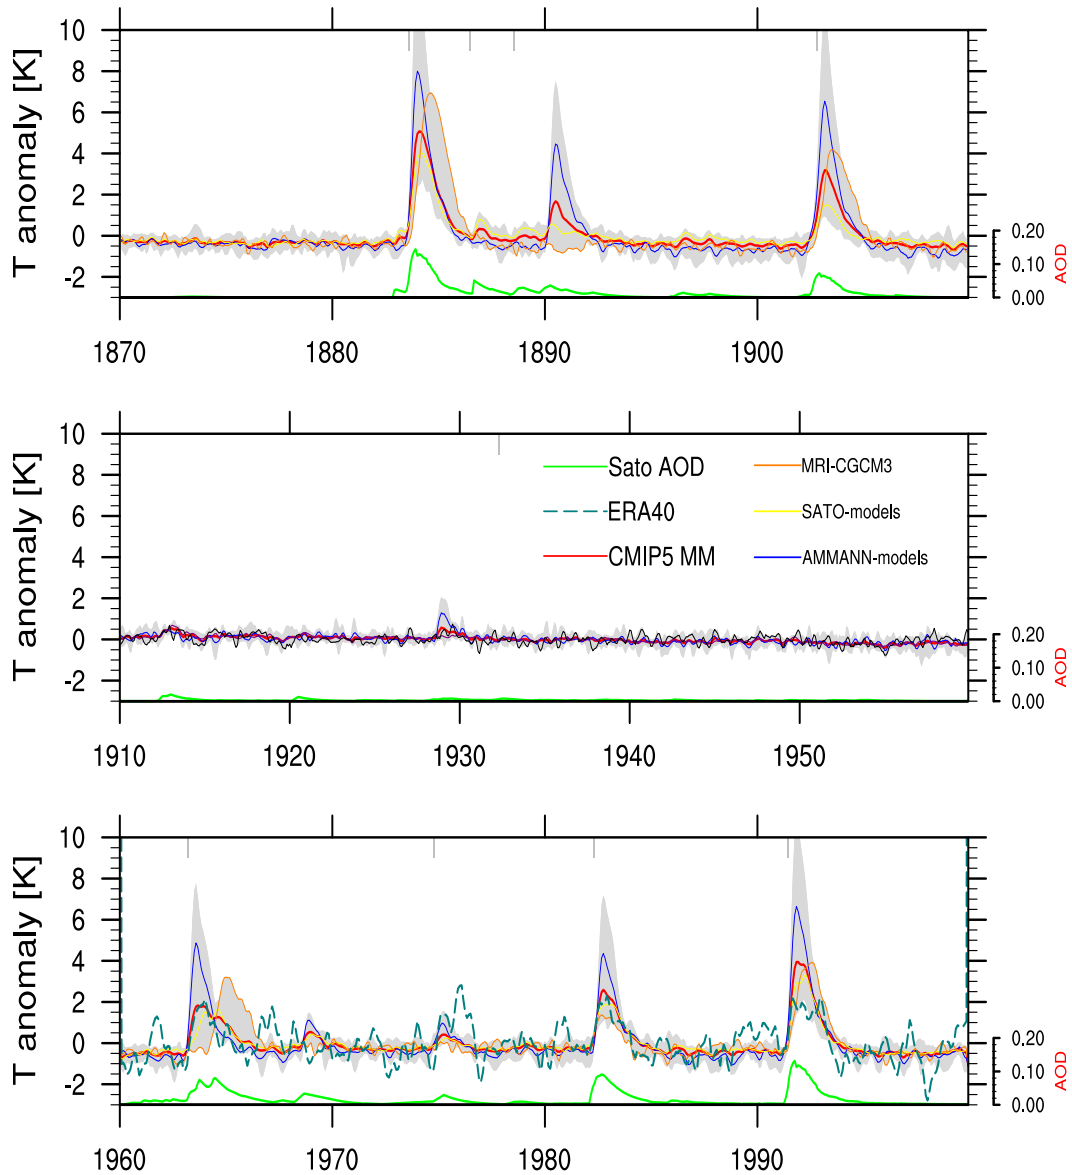 T anomaly [K]
10
8
6
4
2
0
-2
0.20
0.10
0.00
AOD
1870 1880 1890 1900
T anomaly [K]
10
8
6
4
2
0
-2
Sato AOD MRI-CGCM3
ERA40 SATO-models
CMIP5 MM AMMANN-models
0.20
0.10
0.00
AOD
1910 1920 1930 1940 1950
T anomaly [K]
10
8
6
4
2
0
-2
0.20
0.10
0.00
AOD
1960 1970 1980 1990